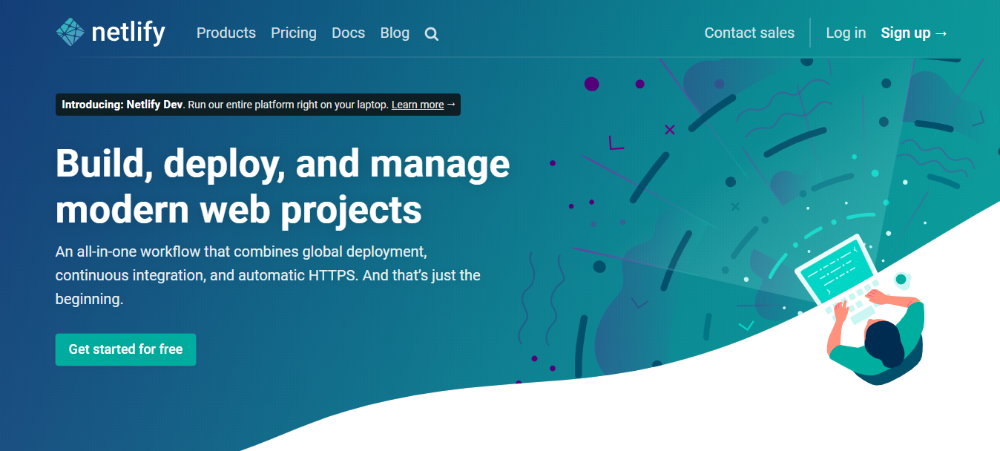 netlify Products Pricing Docs Blog Contact sales Log in Sign up →
Introducing: Netlify Dev. Run our entire platform right on your laptop. Learn more →
Build, deploy, and manage
modern web projects
An all-in-one workflow that combines global deployment,
continuous integration, and automatic HTTPS. And that’s just the
beginning.
Get started for free